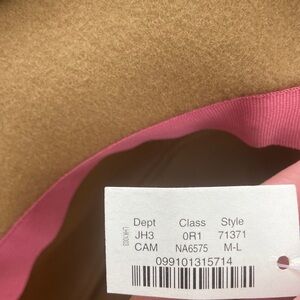 Dept Class Style
JH3 0R1 71371
CAM NA6575 M-L
099101315714